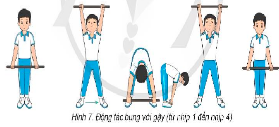 Hình 7. Động tác bụng với gậy (từ nhịp 1 đến nhịp 4)